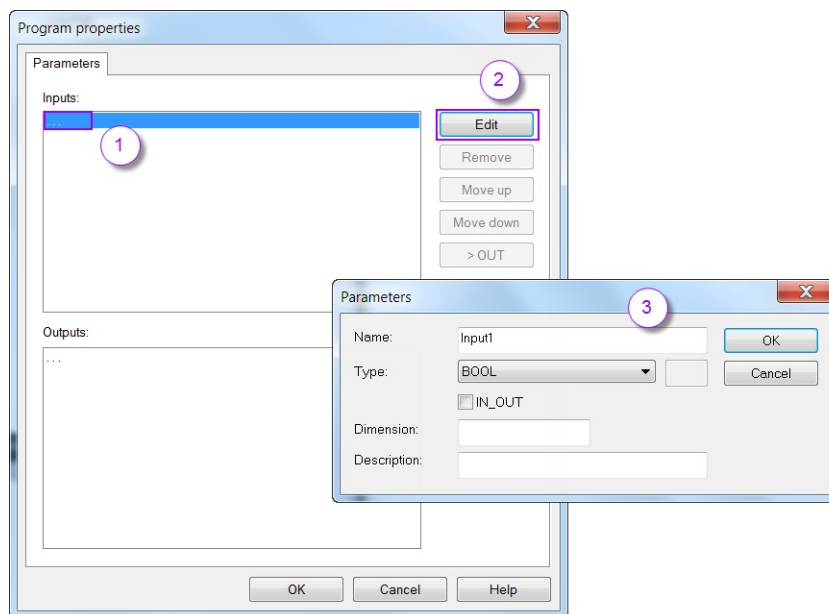 Program properties
X
Parameters
2
Inputs:
...
1
Edit
Remove
Move up
Move down
> OUT
Parameters
X
3
Name:
Input1
OK
Type:
BOOL
Cancel
IN_OUT
Dimension:
Description:
Outputs:
...
OK
Cancel
Help